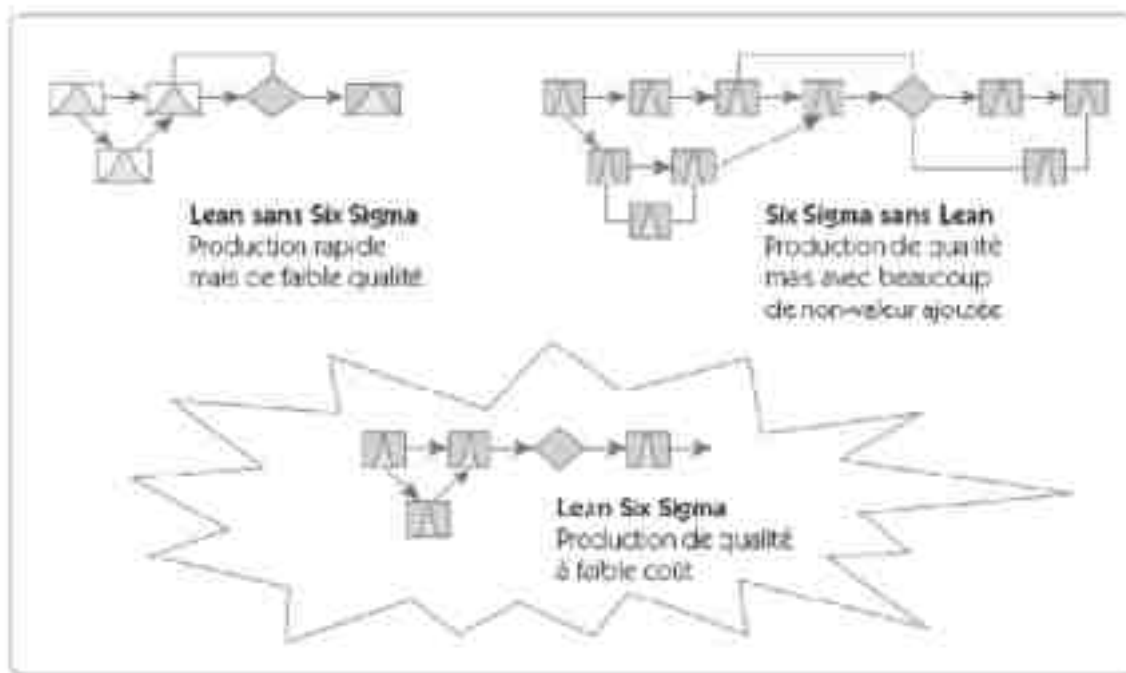 Lean sans Six Sigma
Production rapide
mais de faible qualité
Six Sigma sans Lean
Production de qualité
mais avec beaucoup
de non-valeur ajoutée
Lean Six Sigma
Production de qualité
à faible coût